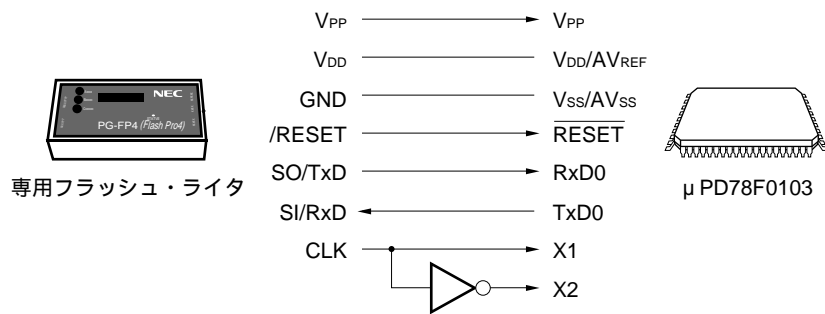 VPP VPP
VDD VDD/AVREF
GND VSS/AVSS
/RESET RESET
SO/TxD RxD0
SI/RxD TxD0
CLK X1
X2
NEC
PG-FP4 (Flash Pro4)
専用フラッシュ・ライタ
μ PD78F0103